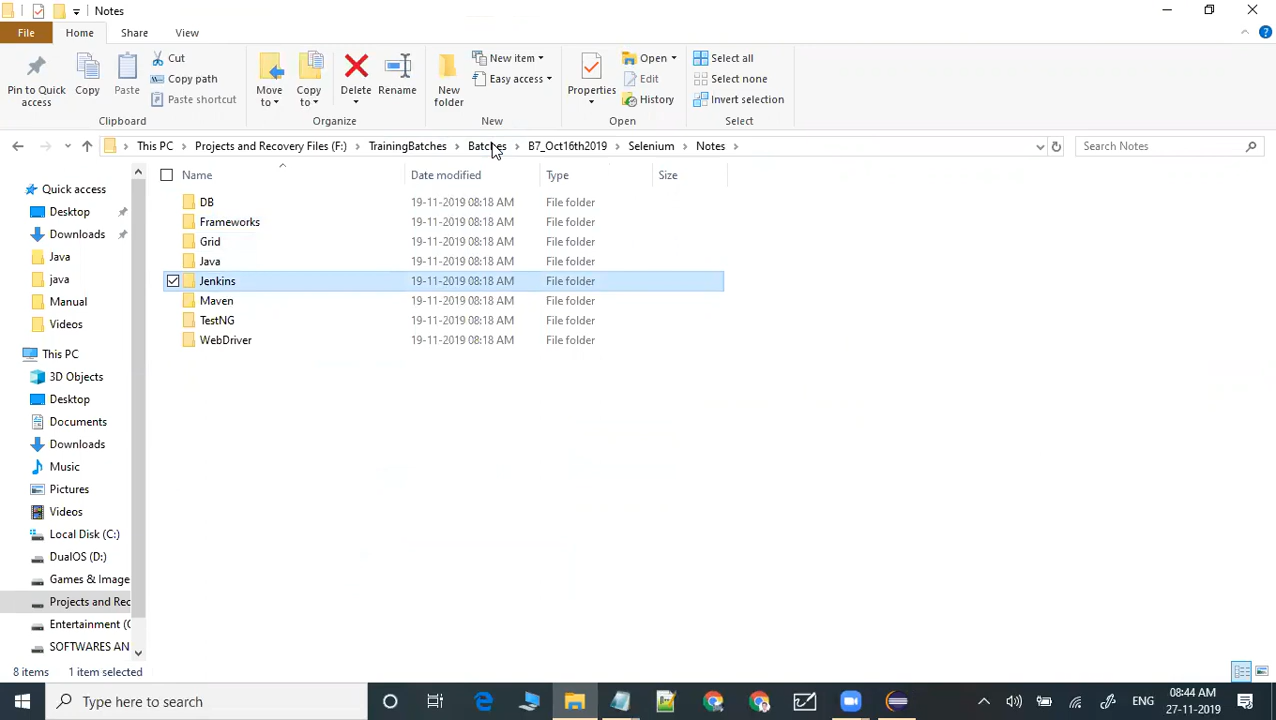 Notes
File Home Share View
Pin to Quick access
Copy
Paste
Cut
Copy path
Paste shortcut
Clipboard
Move to
Copy to
Delete
Rename
Organize
New folder
New item
Easy access
New
Properties
Open
Edit
History
Open
Select all
Select none
Invert selection
Select
This PC > Projects and Recovery Files (F:) > TrainingBatches > Batches > B7_Oct16th2019 > Selenium > Notes >
Search Notes
Quick access
Desktop
Downloads
Java
java
Manual
Videos
This PC
3D Objects
Desktop
Documents
Downloads
Music
Pictures
Videos
Local Disk (C:)
DualOS (D:)
Games & Image
Projects and Rec
Entertainment (
SOFTWARES AN
Name Date modified Type Size
DB 19-11-2019 08:18 AM File folder
Frameworks 19-11-2019 08:18 AM File folder
Grid 19-11-2019 08:18 AM File folder
Java 19-11-2019 08:18 AM File folder
Jenkins 19-11-2019 08:18 AM File folder
Maven 19-11-2019 08:18 AM File folder
TestNG 19-11-2019 08:18 AM File folder
WebDriver 19-11-2019 08:18 AM File folder
8 items 1 item selected
Type here to search
ENG
08:44 AM
27-11-2019